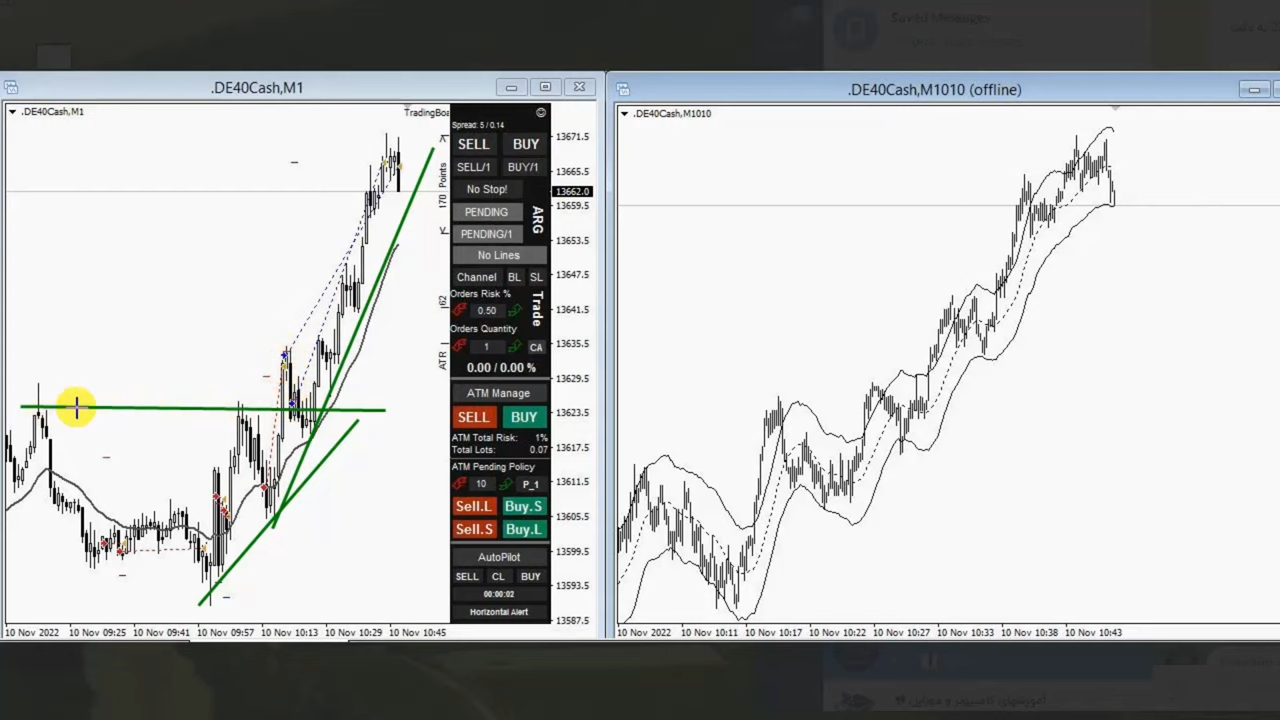 Saved Messages
.DE40Cash,M1
.DE40Cash,M1010 (offline)
.DE40Cash,M1
TradingBoa
.DE40Cash,M1010
Spread: 5 / 0.14
SELL BUY
SELL/1 BUY/1
No Stop!
PENDING
PENDING/1
No Lines
Channel BL SL
Orders Risk %
0.50
Orders Quantity
1 CA
0.00 / 0.00 %
ATM Manage
SELL BUY
ATM Total Risk: 1%
Total Lots: 0.07
ATM Pending Policy
10 P_1
Sell.L Buy.S
Sell.S Buy.L
AutoPilot
SELL CL BUY
00:00:02
Horizontal Alert
ARG
Trade
170 Points
ATR
13671.5
13665.5
13662.0
13659.5
13653.5
13647.5
13641.5
13635.5
13629.5
13623.5
13617.5
13611.5
13605.5
13599.5
13593.5
13587.5
10 Nov 2022 10 Nov 09:25 10 Nov 09:41 10 Nov 09:57 10 Nov 10:13 10 Nov 10:29 10 Nov 10:45
10 Nov 2022 10 Nov 10:11 10 Nov 10:17 10 Nov 10:22 10 Nov 10:27 10 Nov 10:33 10 Nov 10:38 10 Nov 10:43
آموزشهای کامپیوتر و موبایل